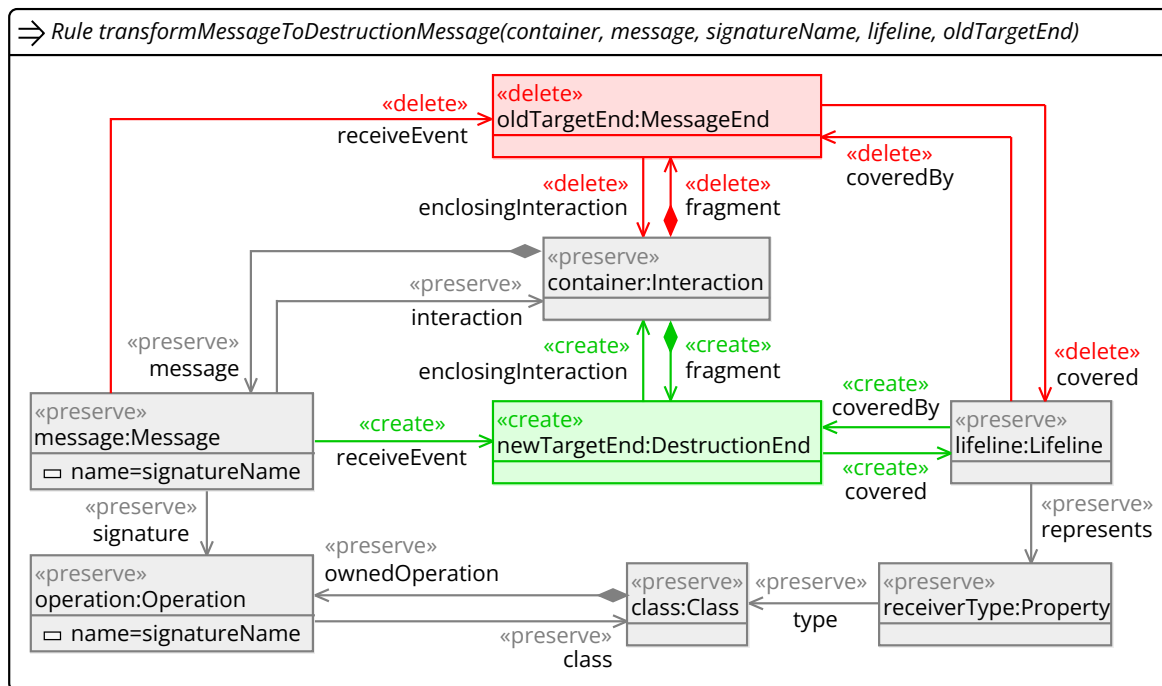 Rule transformMessageToDestructionMessage(container, message, signatureName, lifeline, oldTargetEnd)
«delete»
oldTargetEnd:MessageEnd
«delete»
receiveEvent
«delete»
coveredBy
«delete»
enclosingInteraction
«delete»
fragment
«preserve»
container:Interaction
«preserve»
interaction
«preserve»
message
«create»
enclosingInteraction
«create»
fragment
«delete»
covered
«preserve»
message:Message
name=signatureName
«create»
receiveEvent
«create»
newTargetEnd:DestructionEnd
«create»
coveredBy
«create»
covered
«preserve»
lifeline:Lifeline
«preserve»
signature
«preserve»
represents
«preserve»
operation:Operation
name=signatureName
«preserve»
ownedOperation
«preserve»
class
«preserve»
class:Class
«preserve»
type
«preserve»
receiverType:Property